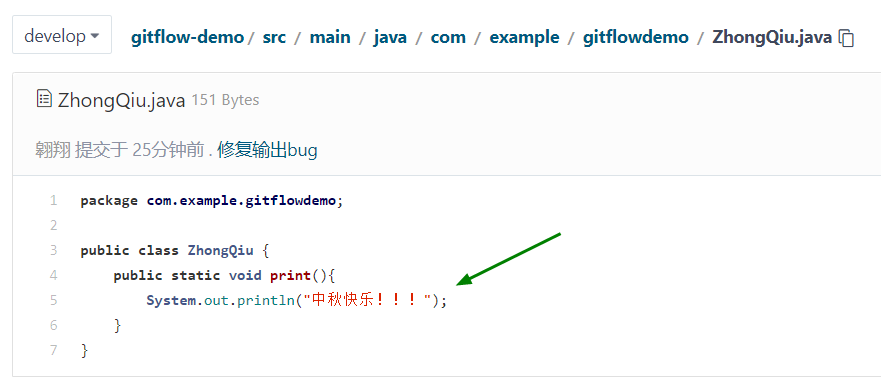 develop gitflow-demo / src / main / java / com / example / gitflowdemo / ZhongQiu.java
ZhongQiu.java 151 Bytes
翱翔 提交于 25分钟前 . 修复输出bug
1 package com.example.gitflowdemo;
2
3 public class ZhongQiu {
4 public static void print(){
5 System.out.println("中秋快乐！！！");
6 }
7 }